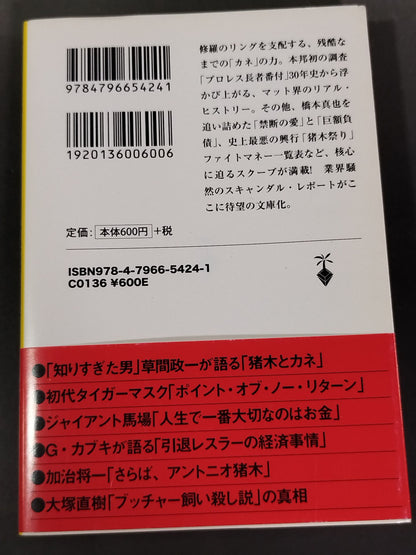 9784796654241
1920136006006
修羅のリングを支配する、残酷な
までの「カネ」の力。本邦初の調査
「プロレス長者番付」30年史から浮
かび上がる、マット界のリアル・
ヒストリー。その他、橋本真也を
追い詰めた「禁断の愛」と「巨額負
債」、史上最悪の興行「猪木祭り」
ファイトマネー一覧表など、核心
に迫るスクープが満載! 業界騒
然のスキャンダル・レポートがこ
こに待望の文庫化。
定価: 本体600円 +税
ISBN978-4-7966-5424-1
C0136 ¥600E
●「知りすぎた男」草間政一が語る「猪木とカネ」
●初代タイガーマスク「ポイント・オブ・ノー・リターン」
●ジャイアント馬場「人生で一番大切なのはお金」
●G・カブキが語る「引退レスラーの経済事情」
●加治将一「さらば、アントニオ猪木」
●大塚直樹「ブッチャー飼い殺し説」の真相